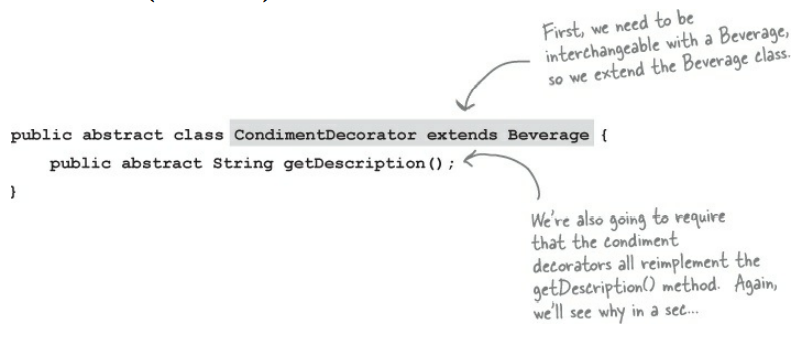 First, we need to be
interchangeable with a Beverage,
so we extend the Beverage class.
public abstract class CondimentDecorator extends Beverage {
    public abstract String getDescription();
}
We're also going to require
that the condiment
decorators all reimplement the
getDescription() method. Again,
we'll see why in a sec...